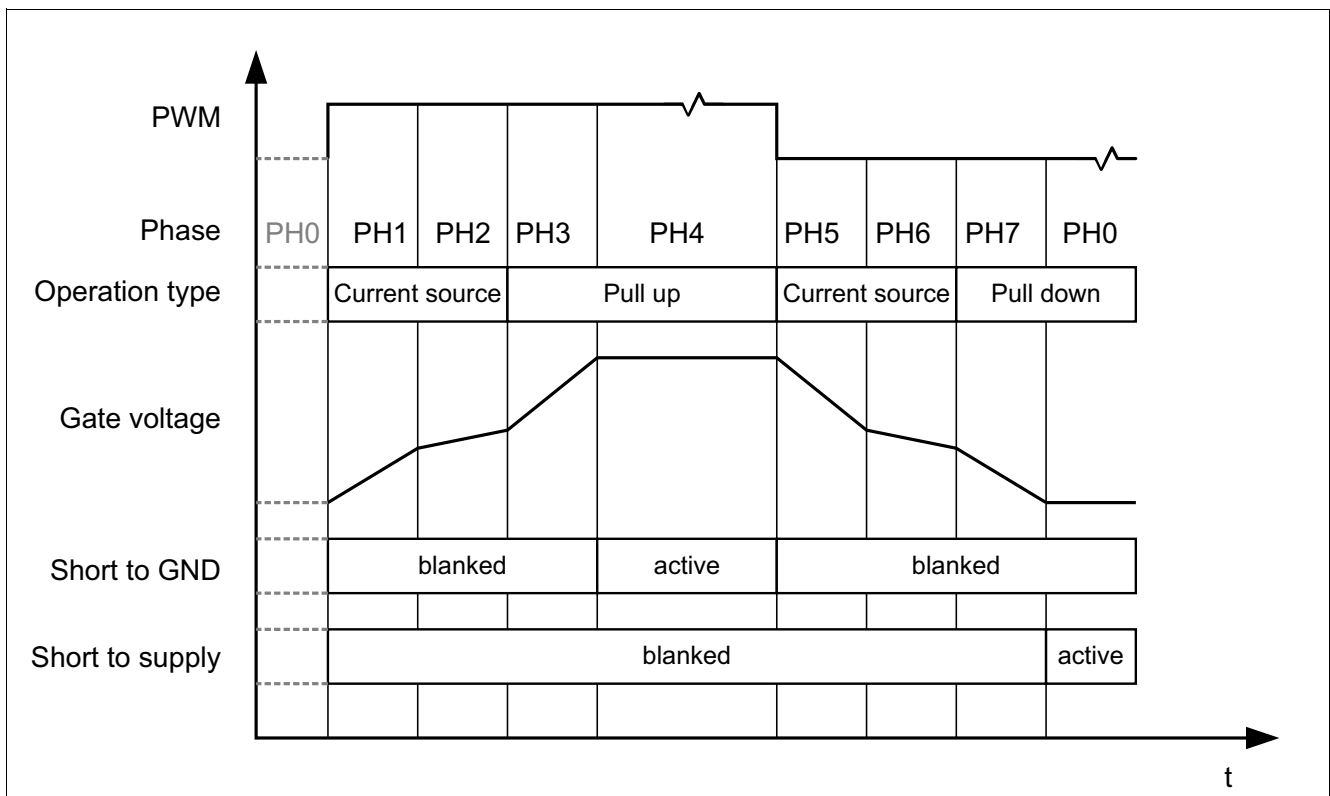 PWM
Phase PH0 PH1 PH2 PH3 PH4 PH5 PH6 PH7 PH0
Operation type Current source Pull up Current source Pull down
Gate voltage
Short to GND blanked active blanked
Short to supply blanked active
t